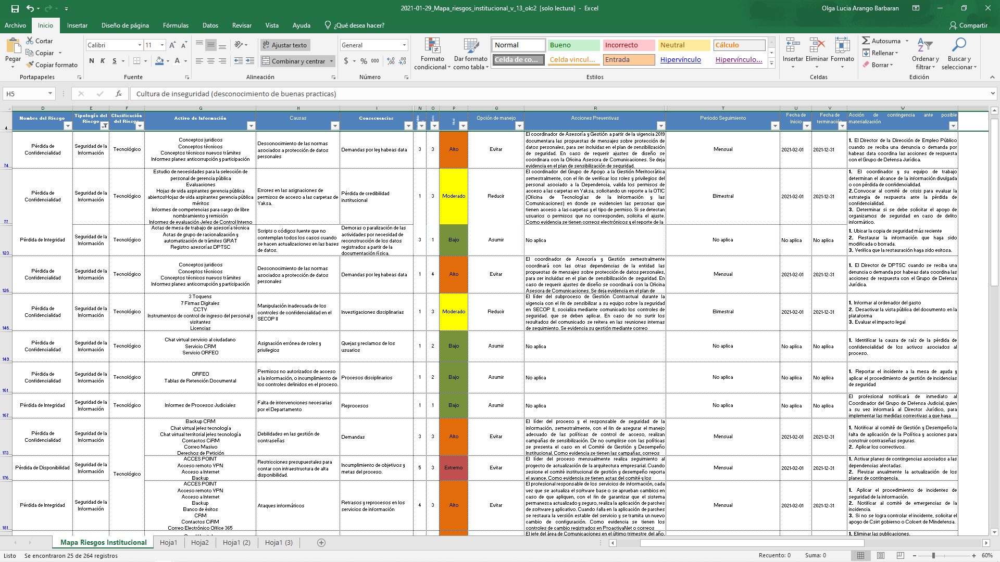 2021-01-29_Mapa_riesgos_institucional_v_13_ok:2 [solo lectura] - Excel
Olga Lucia Arango Barbaran
Archivo Inicio Insertar Diseño de página Fórmulas Datos Revisar Vista Ayuda ¿Qué desea hacer? Compartir
Pegar
Cortar
Copiar
Copiar formato
Portapapeles
Calibri 11
N K S
Fuente
Ajustar texto
Combinar y centrar
Alineación
General
$ % 000
Número
Formato condicional
Dar formato como tabla
Normal Bueno Incorrecto Neutral Cálculo
Celda de co... Celda vincul... Entrada Hipervínculo Hipervínculo...
Estilos
Insertar Eliminar Formato
Celdas
Autosuma
Rellenar
Borrar
Ordenar y filtrar
Buscar y seleccionar
Edición
H5
fx
Cultura de inseguridad (desconocimiento de buenas practicas)
D E F G H I N O P Q R T U V W
4
Nombre del Riesgo
Tipología del Riesgo
Clasificación del Riesgo
Activo de Información
Causas
Consecuencias
Nivel
Opción de manejo
Acciones Preventivas
Periodo Seguimiento
Fecha de Inicio
Fecha de terminación
Acción de contingencia ante posible materialización
74
Pérdida de Confidencialidad
Seguridad de la Información
Tecnológico
Conceptos juridicos
Conceptos técnicos
Conceptos técnicos nuevos trámites
Informes planes anticorrupción y participación
Desconocimiento de las normas asociados a protección de datos personales
Demandas por ley habeas data
3
3
Alto
Evitar
El coordinador de Asesoría y Gestión a partir de la vigencia 2019 documentara las propuestas de mensajes sobre protección de datos personales, para ser incluidas en el plan de sensibilización de seguridad. En caso de requerir ajustes de diseño se coordinara con la Oficina Asesora de Comunicaciones. Se deja evidencia en el plan de sensibilización de seguridad.
Mensual
2021-02-01
2021-12-31
1. El Director de la Dirección de Empleo Público cuando se reciba una denuncia o demanda por habeas data coordina las acciones de respuesta con el Grupo de Defensa Jurídica.
77
Pérdida de Confidencialidad
Seguridad de la Información
Tecnológico
Estudio de necesidades para la selección de personal de gerencia pública
Evaluaciones
Hojas de vida aspirantes gerencia pública
abiertosHojas de vida aspirantes gerencia pública méritos
Informes de competencias para cargo de libre nombramiento y remición
Informes de evaluación Jefes de Control Interno
Errores en las asignaciones de permisos de acceso a las carpetas de Yaksa.
Pérdida de credibilidad institucional
1
3
Moderado
Reducir
El coordinador del Grupo de Apoyo a la Gestión Meritocrática semestralmente, con el fin de verificar los roles y privilegios del personal asociado a la Dependencia, valida los permisos de acceso a las carpetas en Yaksa, solicitando un reporte a la OTIC (Oficina de Tecnologías de la Información y las Comunicaciones) en donde se evidencien las personas que tienen acceso a las carpetas y el tipo de permiso. Si se detectan usuarios o permisos que no corresponden, solicita el ajuste. Como evidencia se tienen correos electrónicos y el reporte de la
Bimestral
2021-02-01
2021-12-31
1. El coordinador y su equipo de trabajo determinan el alcance de la información divulgada o con pérdida de confidencialidad.
2. Convocar al comité de crisis para evaluar la estrategia de respuesta ante la pérdida de confidencialidad.
3. Determinar si se debe solicitar el apoyo de organizamos de seguridad en caso de delito informático.
123
Pérdida de Integridad
Seguridad de la Información
Tecnológico
Actas de mesa de trabajo de asesoría técnica
Actas de grupo de racionalización y automatización de trámites GRAT
Registro asesorías DPTSC
Scripts o códigos fuente que no contemplan todos los casos cuando se hacen actualizaciones en las bases de datos.
Demoras o paralización de las actividades por necesidad de reconstrucción de los datos registrados a partir de la documentación física.
3
1
Bajo
Asumir
No aplica
No aplica
No aplica
No aplica
1. Ubicar la copia de seguridad más reciente
2. Restaurar la información que haya sido modificada o borrada.
3. Verifica que la restauración haya sido exitosa.
126
Pérdida de Confidencialidad
Seguridad de la Información
Tecnológico
Conceptos juridicos
Conceptos técnicos
Conceptos técnicos nuevos trámites
Informes planes anticorrupción y participación
Desconocimiento de las normas asociados a protección de datos personales
Demandas por ley habeas data
1
4
Alto
Evitar
El coordinador de Asesoría y Gestión semestralmente coordinará con las otras dependencias de la entidad las propuestas de mensajes sobre protección de datos personales, para ser incluidas en el plan de sensibilización de seguridad. En caso de requerir ajustes de diseño se coordinará con la Oficina Asesora de Comunicaciones. Se deja evidencia en el plan de
Mensual
2021-02-01
2021-12-31
1. El Director de DPTSC cuando se reciba una denuncia o demanda por habeas data coordina las acciones de respuesta con el Grupo de Defensa Jurídica.
146
Pérdida de Confidencialidad
Seguridad de la Información
Tecnológico
3 Toquens
7 Firmas Digitales
CCTV
Instrumentos de control de ingreso del personal y visitantes
Licencias
Manipulación inadecuada de los controles de confidencialidad en el SECOP II
Investigaciones disciplinarias
1
3
Moderado
Reducir
El líder del subproceso de Gestión Contractual durante la vigencia con el fin de sensibilizar a su equipo sobre la seguridad en SECOP II, socializa mediante comunicado los controles de seguridad. que se deben aplicar. En caso de no surtir los resultados del comunicado se reitera en las reuniones internas de seguimiento. Se evidencia su gestión mediante correo
Bimestral
2021-02-01
2021-12-31
1. Informar al ordenador del gasto
2. Desactivar la vista pública del documento en la plataforma
3. Evaluar el impacto legal
149
Pérdida de Confidencialidad
Seguridad de la Información
Tecnológico
Chat virtual servicio al ciudadano
Servicio CRM
Servicio ORFEO
Asignación errónea de roles y privilegios
Quejas y reclamos de los usuarios
1
2
Bajo
Asumir
No aplica
No aplica
No aplica
No aplica
1. Identificar la causa de raíz de la pérdida de confidencialidad de los activos asociados al proceso.
161
Pérdida de Confidencialidad
Seguridad de la Información
Tecnológico
ORFEO
Tablas de Retención Documental
Permisos no autorizados de acceso a la información, o incumplimiento de los controles definidos en el proceso.
Procesos disciplinarios
1
2
Bajo
Asumir
No aplica
No aplica
No aplica
No aplica
1. Reportar el incidente a la mesa de ayuda y aplicar el procedimiento de gestión de incidencias de seguridad
167
Pérdida de Integridad
Seguridad de la Información
Tecnológico
Informes de Procesos Judiciales
Falta de intervenciones necesarias por el Departamento
Reprocesos
1
1
Bajo
Asumir
No aplica
No aplica
No aplica
No aplica
El profesional notificará de inmediato al Coordinador del Grupo de Defensa Judicial, quien a su vez informará al Director Jurídico, para implementar las medidas correctivas a que haya
173
Pérdida de Confidencialidad
Seguridad de la Información
Tecnológico
Backup CRM
Chat virtual jefes tecnología
Chat virtual territorial jefes tecnología
Contactos CiRM
Correo Masivo
Derechos de Petición
Debilidades en las gestión de contraseñas
Demandas
3
3
Alto
Evitar
El líder del proceso y el responsable de seguridad de la información, semestralmente, con el fin de asegurar el manejo adecuado de las políticas de control de acceso, realizan campañas de sensibilización. De no cumplirse con las políticas se presenta el caso en el Comité de Gestión y Desempeño Institucional. Como evidencia se tienen las campañas, correos
Mensual
2021-02-01
2021-12-31
1. Notificar al comité de Gestión y Desempeño la falta de aplicación de la Política y acciones para construir contraseñas seguras.
2. Aplicar los correctivos.
176
Pérdida de Disponibilidad
Seguridad de la Información
ACCES POINT
Acceso remoto VPN
Acceso a Internet
Backup
Restricciones presupuestales para contar con infraestructura de alta disponibilidad.
Incumplimiento de objetivos y metas del proceso.
5
3
Extremo
Evitar
El líder del proceso mensualmente realiza seguimiento al proyecto de actualización de la arquitectura empresarial. Cuando sesione el comité institucional de gestión y desempeño reporta el avance. Como evidencia se tienen actas del comité y los
Mensual
2021-02-01
2021-12-31
1. Activar planes de contingencias asociados a las dependencias afectadas.
2. Revisar anualmente la actualización de los planes de contingencia.
181
Pérdida de Integridad
Seguridad de la Información
ACCES POINT
Acceso remoto VPN
Acceso a Internet
Backup
Banco de éxitos
CRM
Contactos CiRM
Correo Electrónico Office 365
Ataques informáticos
Retrasos y reprocesos en los servicios de información
4
3
Alto
Evitar
El profesional responsable de los servicios de información, cada vez que se actualiza el software base o se aprueban cambios en caso de que apliquen, con el fin de garantizar que el sistema permanezca actualizado y seguro, realiza la aplicación de parches de software y aplicativo. Cuando falla en la aplicación de parches se restaura la versión estable del servicio y se tramita un nuevo cambio de configuración. Como evidencia se tienen los controles de cambio registrados en ProactivaNet o correos
Mensual
2021-02-01
2021-12-31
1. Aplicar el procedimiento de incidentes de seguridad de la información.
2. Notificar al comité de emergencias de la incidencia.
3. Si no se logra controlar el incidente, solicitar el apoyo de Csirt gobierno o Colcert de Mindefensa.
El jefe del área de Comunicaciones en el último trimestre del año,
1. Eliminar las publicaciones.
Mapa Riesgos Institucional Hoja1 Hoja2 Hoja1 (2) Hoja1 (3)
Listo Se encontraron 25 de 264 registros Recuento: 0 Suma: 0 60%